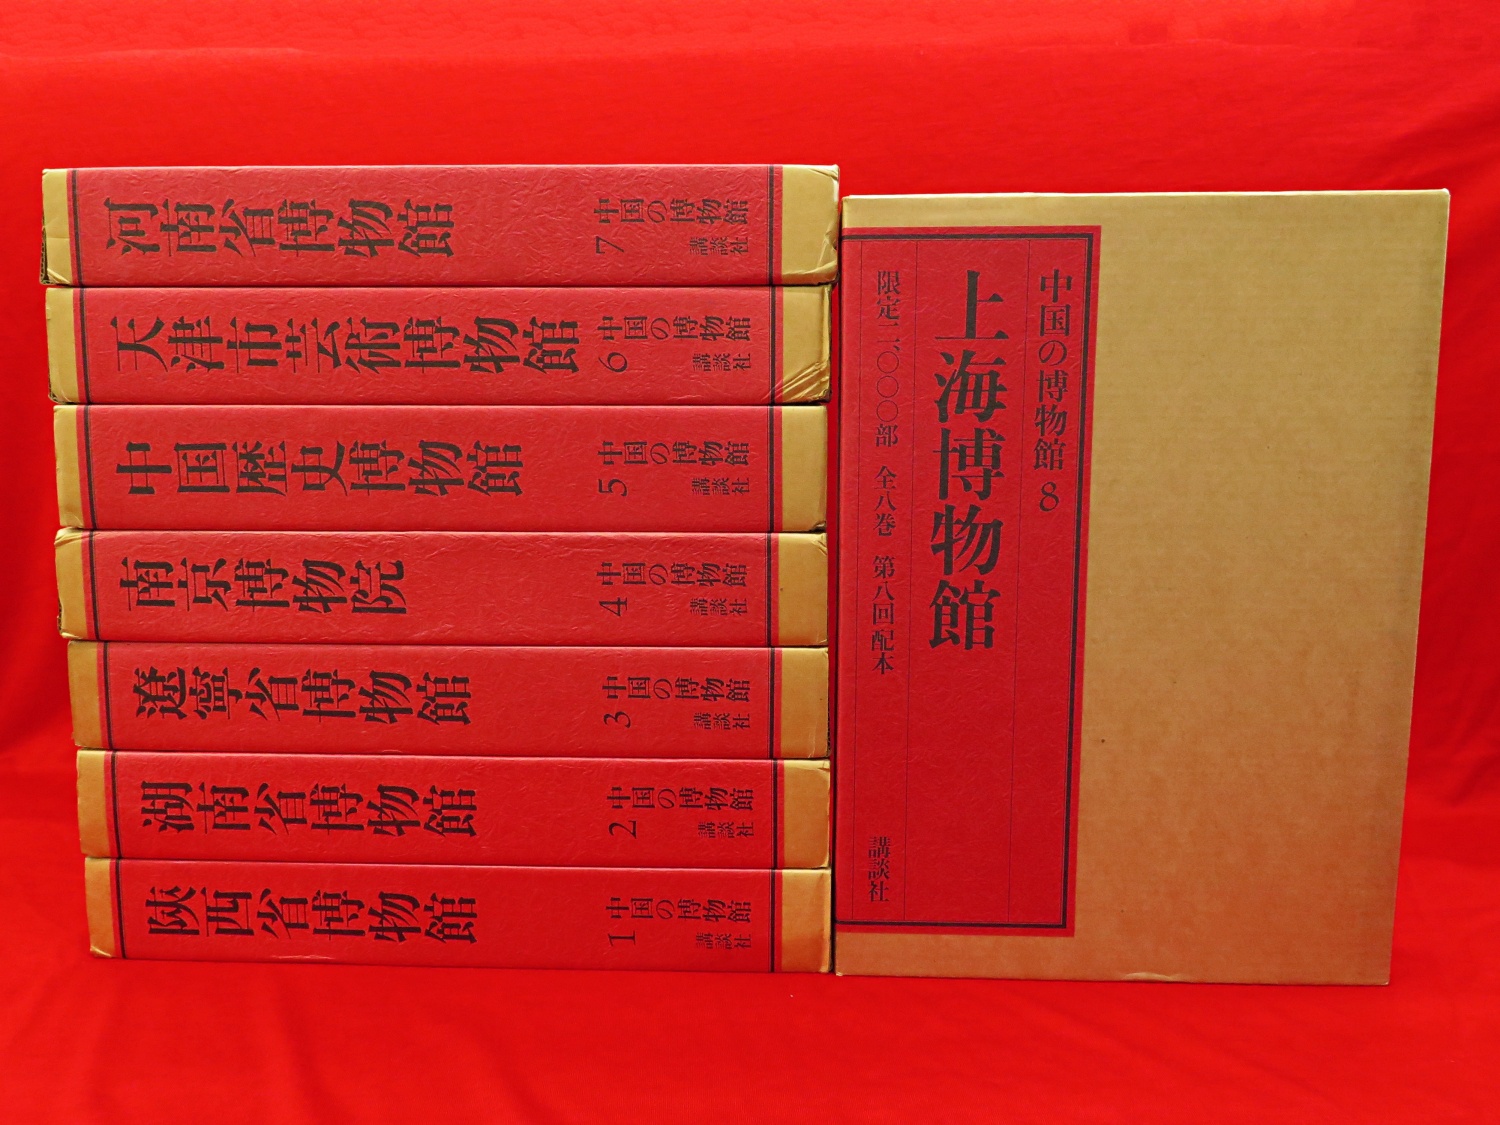 河南省博物館
7
中国の博物館
講談社
天津市芸術博物館
6
中国の博物館
講談社
中国歴史博物館
5
中国の博物館
講談社
南京博物院
4
中国の博物館
講談社
遼寧省博物館
3
中国の博物館
講談社
湖南省博物館
2
中国の博物館
講談社
陝西省博物館
1
中国の博物館
講談社
中国の博物館 8
上海博物館
限定二、〇〇〇部 全八巻 第八回配本
講談社